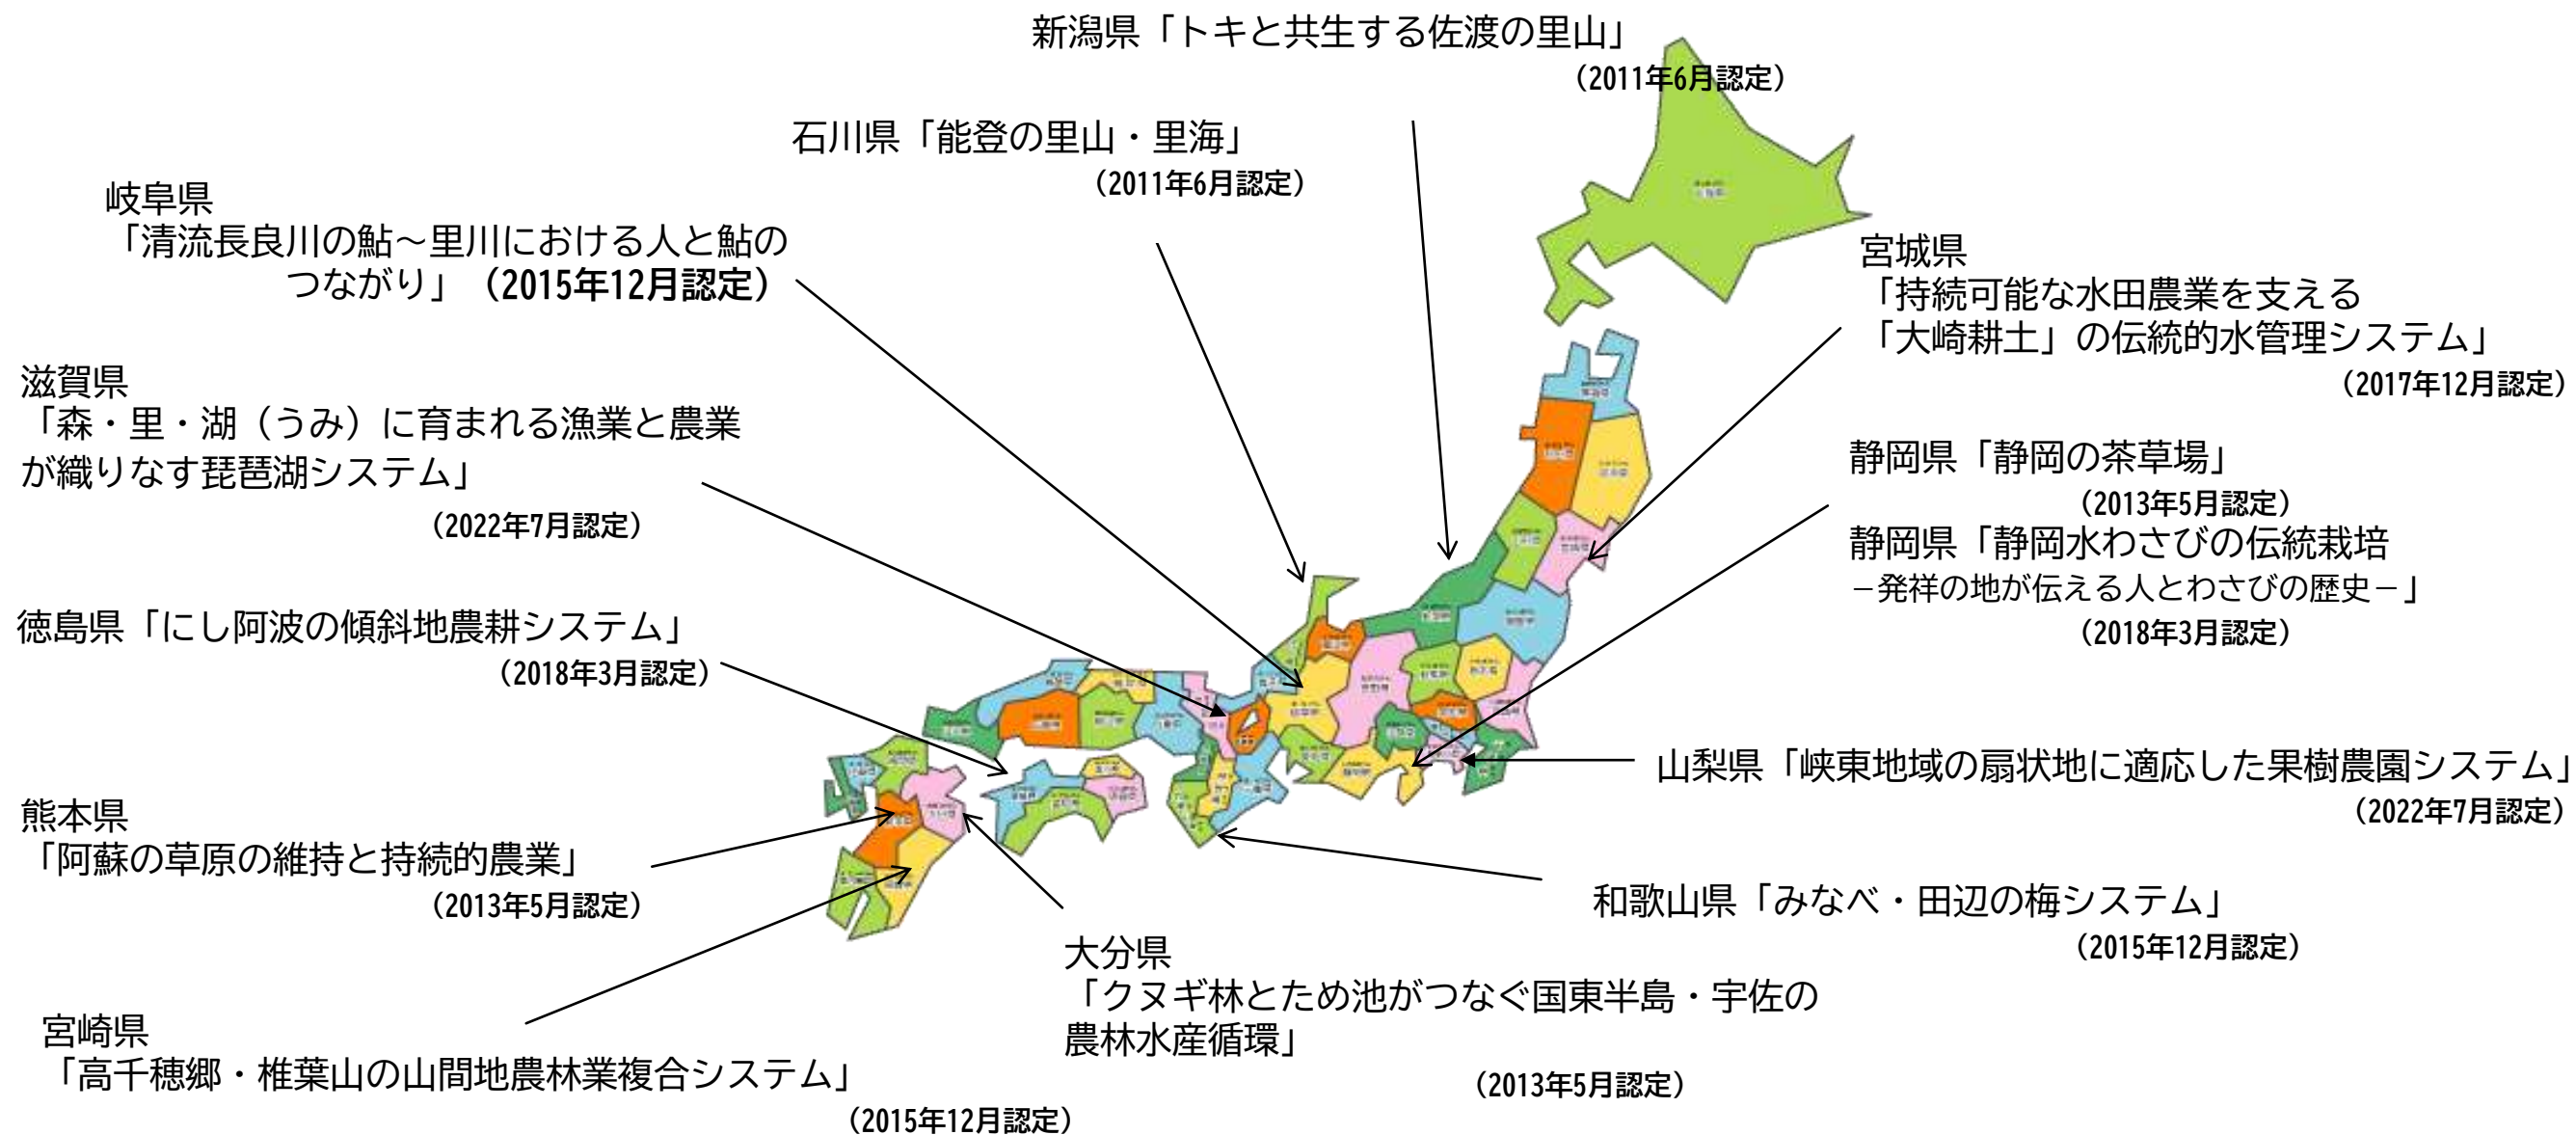 新潟県「トキと共生する佐渡の里山」
（2011年6月認定）
石川県「能登の里山・里海」
（2011年6月認定）
岐阜県
「清流長良川の鮎～里川における人と鮎の
つながり」（2015年12月認定）
宮城県
「持続可能な水田農業を支える
「大崎耕土」の伝統的水管理システム」
（2017年12月認定）
滋賀県
「森・里・湖（うみ）に育まれる漁業と農業
が織りなす琵琶湖システム」
（2022年7月認定）
静岡県「静岡の茶草場」
（2013年5月認定）
静岡県「静岡水わさびの伝統栽培
－発祥の地が伝える人とわさびの歴史－」
（2018年3月認定）
徳島県「にし阿波の傾斜地農耕システム」
（2018年3月認定）
山梨県「峡東地域の扇状地に適応した果樹農園システム」
（2022年7月認定）
熊本県
「阿蘇の草原の維持と持続的農業」
（2013年5月認定）
和歌山県「みなべ・田辺の梅システム」
（2015年12月認定）
大分県
「クヌギ林とため池がつなぐ国東半島・宇佐の
農林水産循環」
（2013年5月認定）
宮崎県
「高千穂郷・椎葉山の山間地農林業複合システム」
（2015年12月認定）